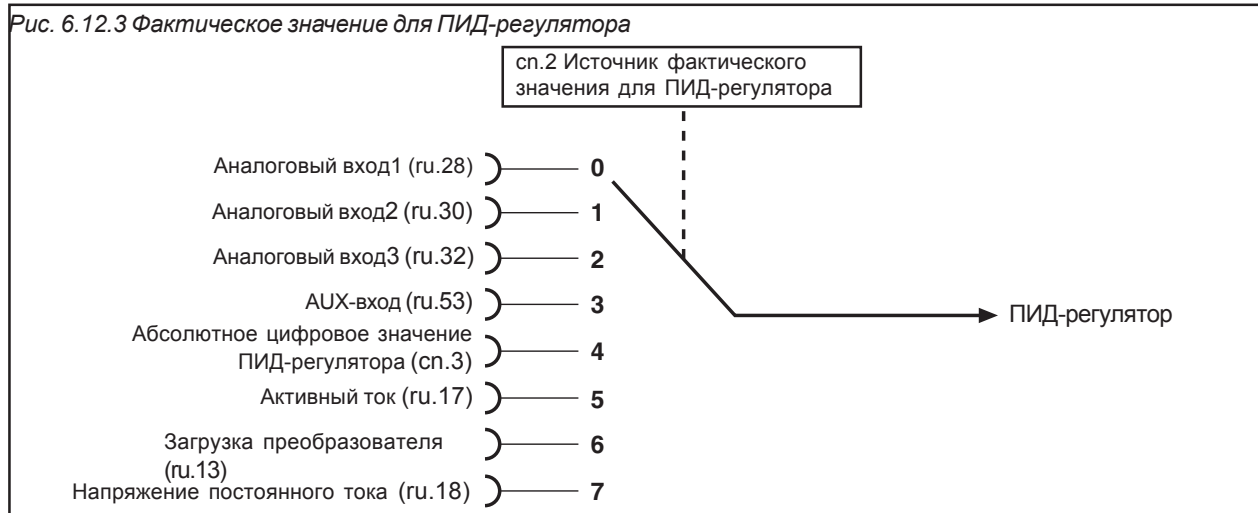 Рис. 6.12.3 Фактическое значение для ПИД-регулятора
cn.2 Источник фактического
значения для ПИД-регулятора
Аналоговый вход1 (ru.28) 0
Аналоговый вход2 (ru.30) 1
Аналоговый вход3 (ru.32) 2
AUX-вход (ru.53) 3
Абсолютное цифровое значение
ПИД-регулятора (cn.3) 4
Активный ток (ru.17) 5
Загрузка преобразователя 6
(ru.13)
Напряжение постоянного тока (ru.18) 7
ПИД-регулятор